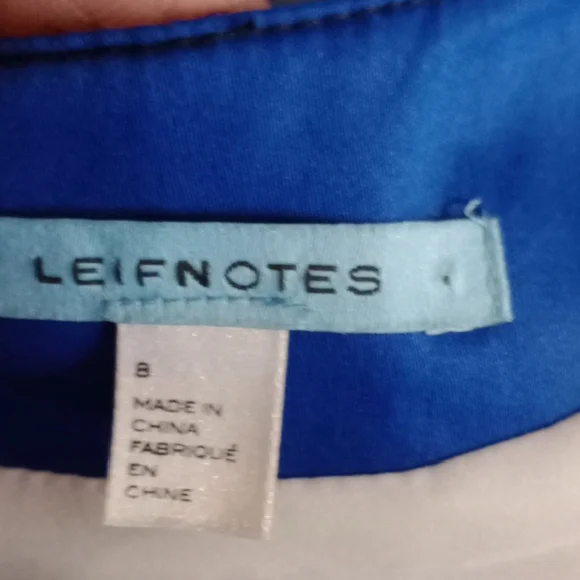 LEIFNOTES
8
MADE IN
CHINA
FABRIQUÉ
EN
CHINE